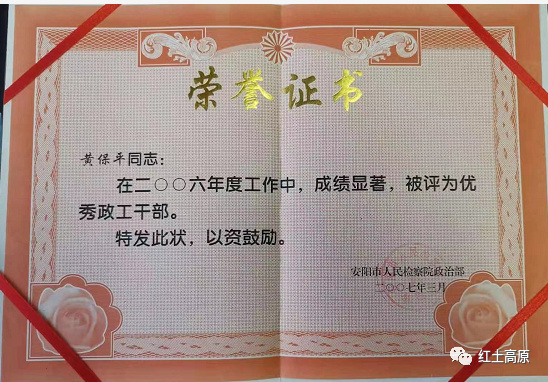 荣誉证书
黄保平同志：
在二〇〇六年度工作中，成绩显著，被评为优
秀政工干部。
特发此状，以资鼓励。
安阳市人民检察院政治部
二〇〇七年三月
红土高原